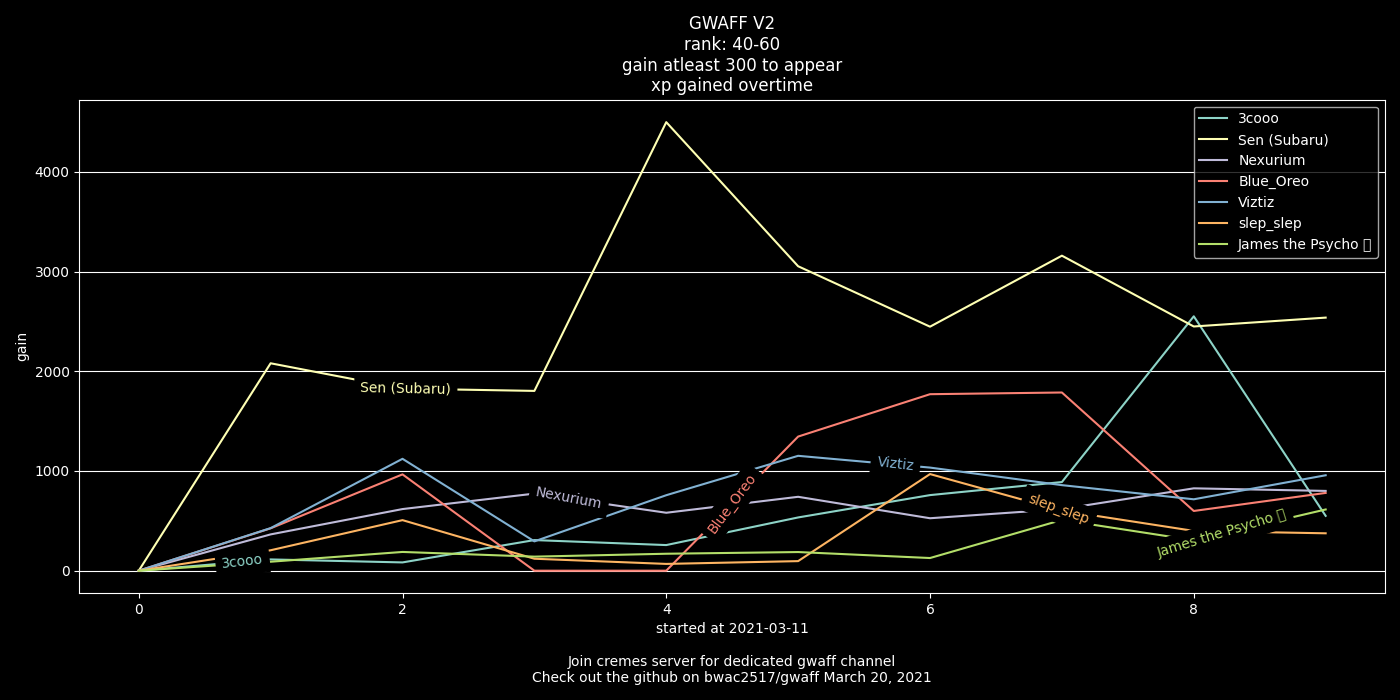 GWAFF V2
rank: 40-60
gain atleast 300 to appear
xp gained overtime
3cooo
Sen (Subaru)
Nexurium
Blue_Oreo
Viztiz
slep_slep
James the Psycho
gain
4000
3000
2000
1000
0
Sen (Subaru)
Nexurium
Viztiz
Blue_Oreo
slep_slep
James the Psycho
3cooo
0 2 4 6 8
started at 2021-03-11
Join cremes server for dedicated gwaff channel
Check out the github on bwac2517/gwaff March 20, 2021